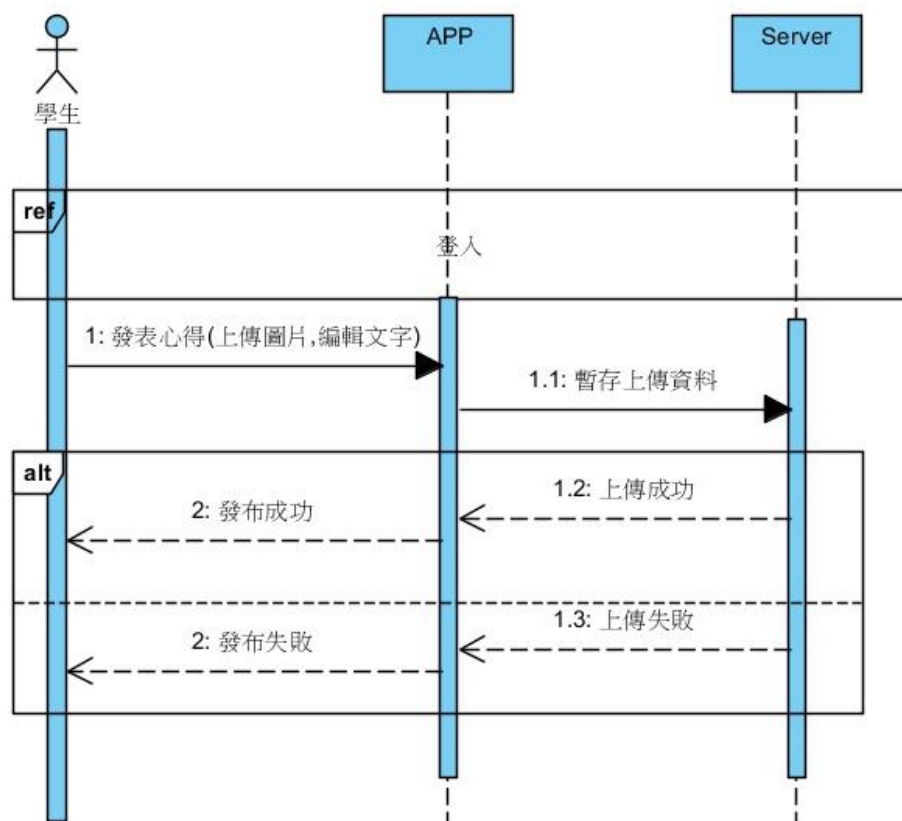 APP
Server
學生
ref
登入
1: 發表心得(上傳圖片,編輯文字)
1.1: 暫存上傳資料
alt
1.2: 上傳成功
2: 發布成功
1.3: 上傳失敗
2: 發布失敗